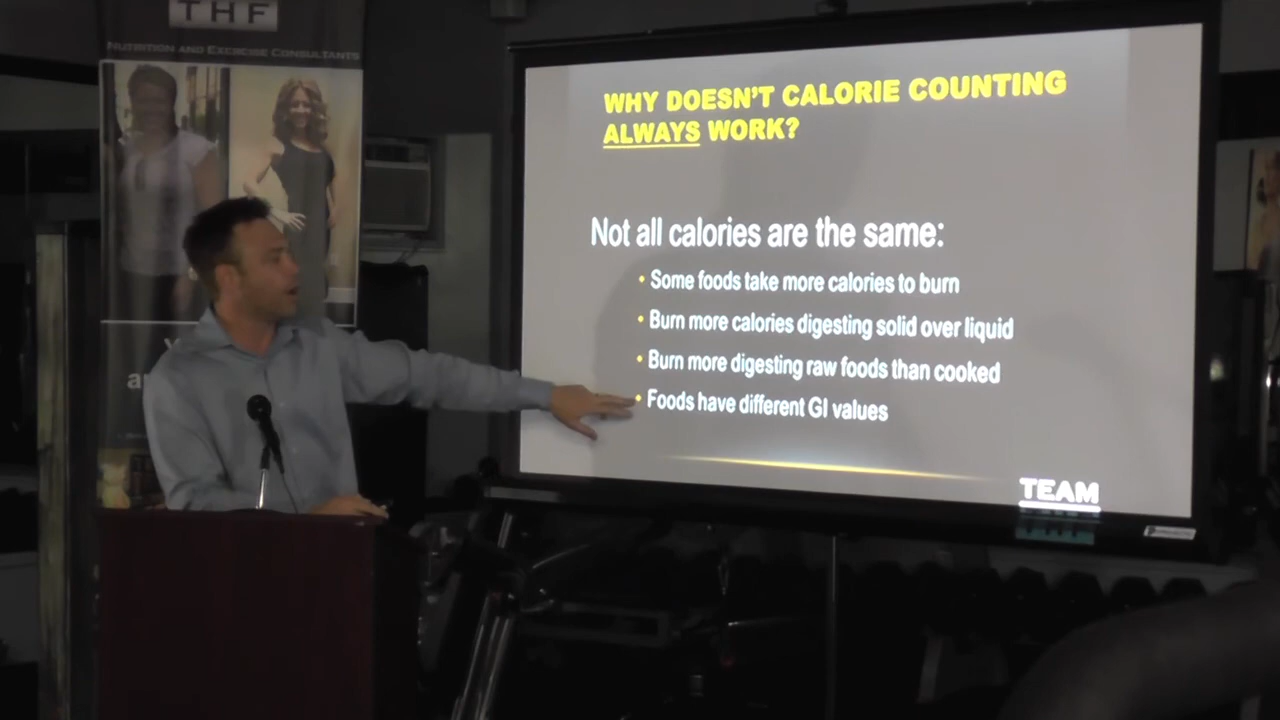 THF
NUTRITION AND EXERCISE CONSULTANTS
WHY DOESN'T CALORIE COUNTING
ALWAYS WORK?
Not all calories are the same:
• Some foods take more calories to burn
• Burn more calories digesting solid over liquid
• Burn more digesting raw foods than cooked
• Foods have different GI values
TEAM
THF